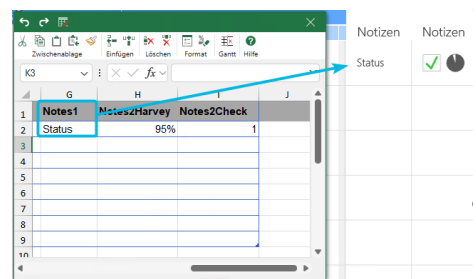 Zwischenablage Einfügen Löschen Format Gantt Hilfe
K3 fx
G H I J
1 Notes1 Notes2Harvey Notes2Check
2 Status 95% 1
3
4
5
6
7
8
9
10
Notizen Notizen
Status